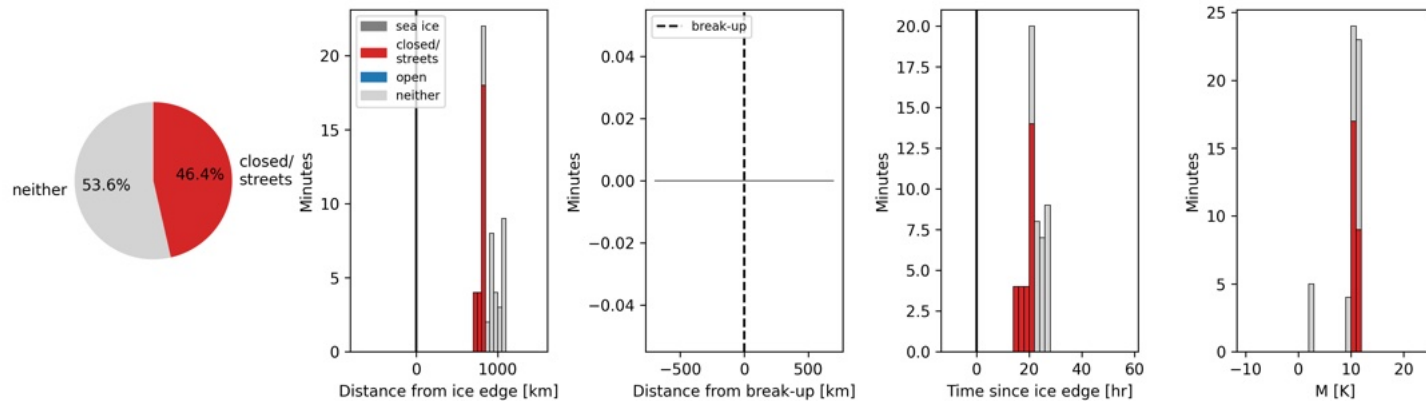 neither
53.6%
46.4%
closed/
streets
Minutes
20
15
10
5
0
sea ice
closed/
streets
open
neither
0
1000
Distance from ice edge [km]
Minutes
0.04
0.02
0.00
−0.02
−0.04
break-up
−500
0
500
Distance from break-up [km]
Minutes
20.0
17.5
15.0
12.5
10.0
7.5
5.0
2.5
0.0
0
20
40
60
Time since ice edge [hr]
Minutes
25
20
15
10
5
0
−10
0
10
20
M [K]